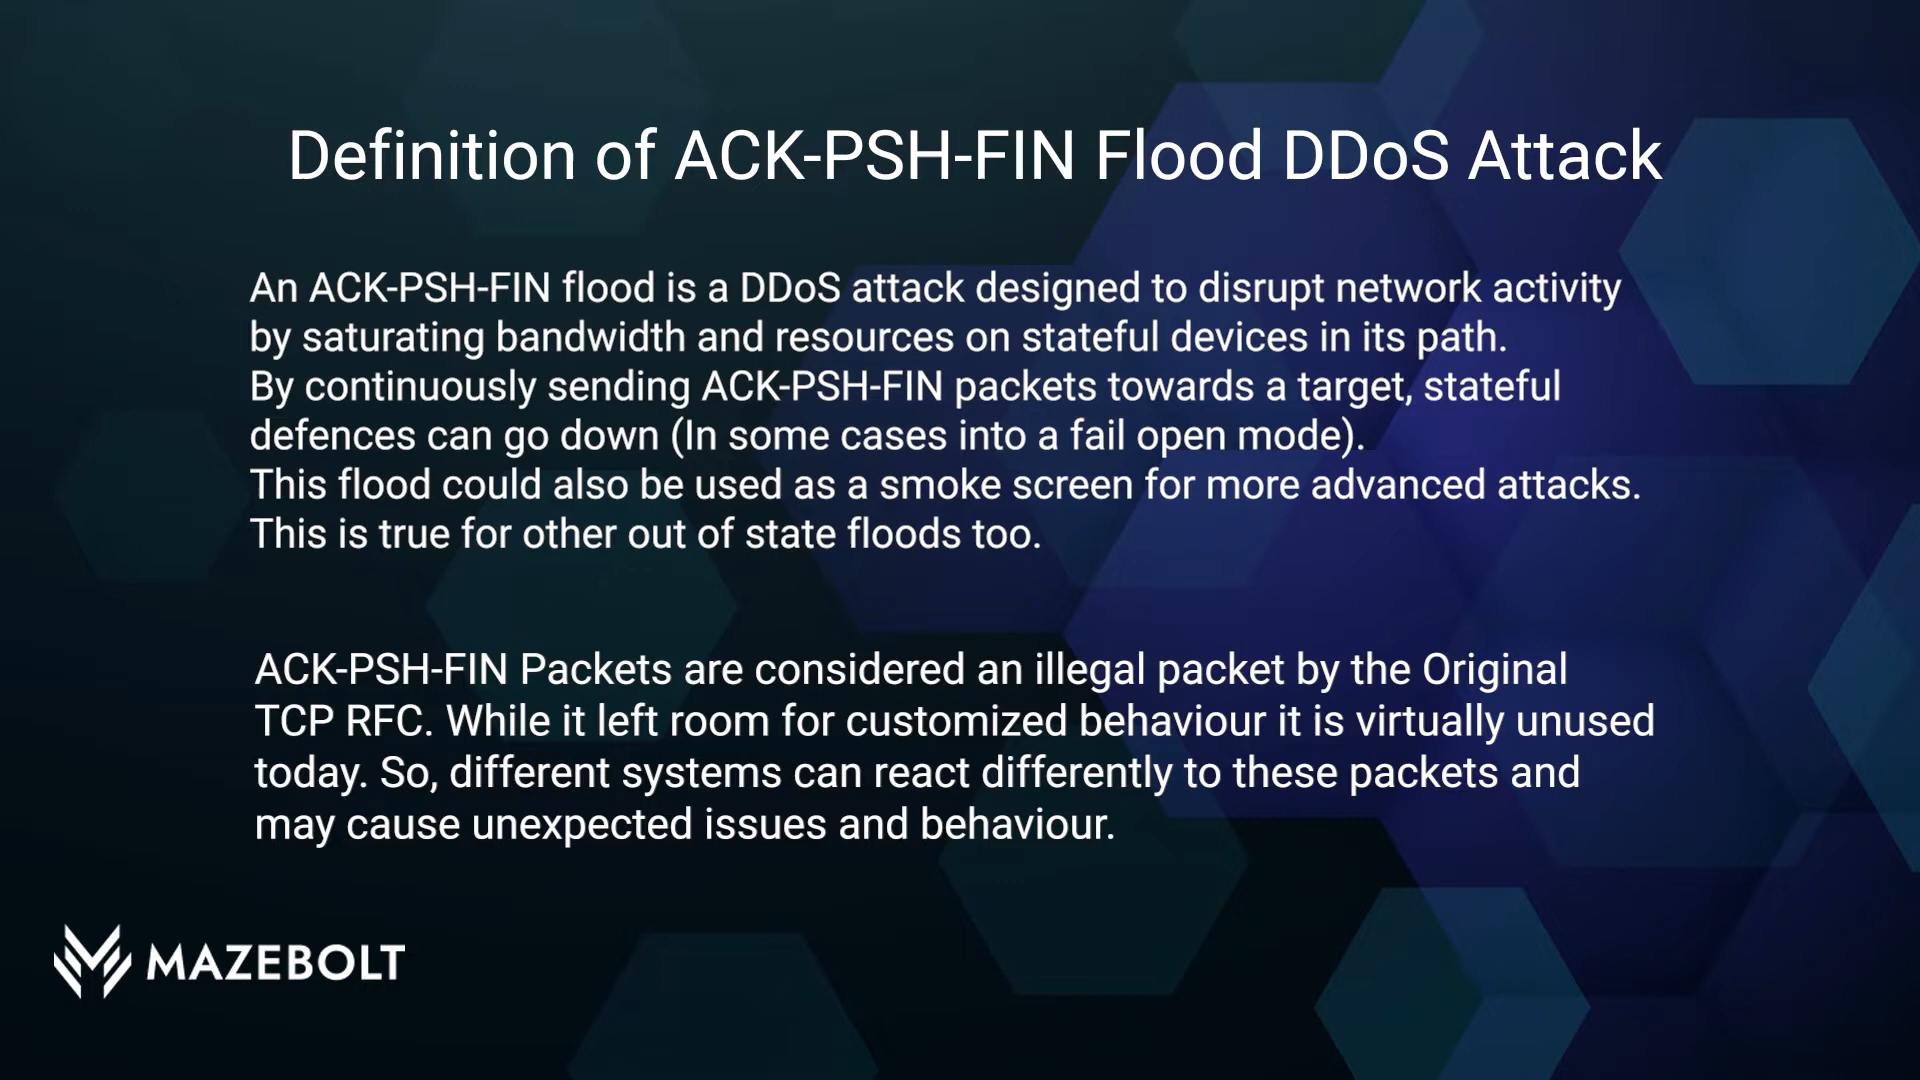 Definition of ACK-PSH-FIN Flood DDoS Attack
An ACK-PSH-FIN flood is a DDoS attack designed to disrupt network activity
by saturating bandwidth and resources on stateful devices in its path.
By continuously sending ACK-PSH-FIN packets towards a target, stateful
defences can go down (In some cases into a fail open mode).
This flood could also be used as a smoke screen for more advanced attacks.
This is true for other out of state floods too.
ACK-PSH-FIN Packets are considered an illegal packet by the Original
TCP RFC. While it left room for customized behaviour it is virtually unused
today. So, different systems can react differently to these packets and
may cause unexpected issues and behaviour.
MAZEBOLT